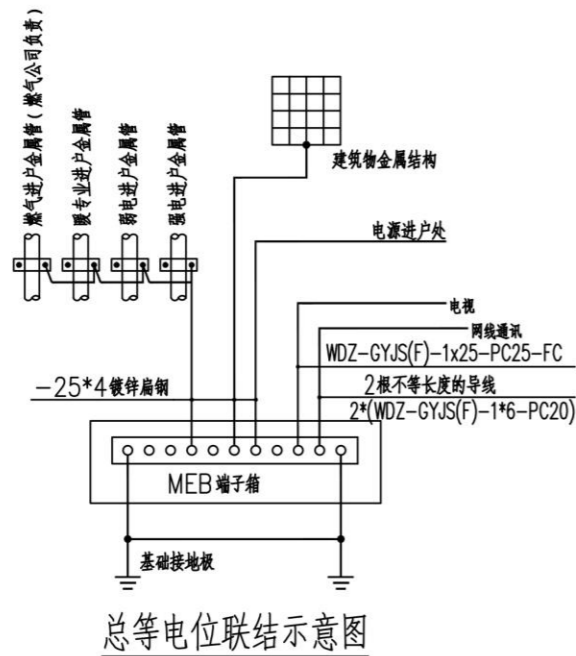 燃气进户金属管(燃气公司负责)
暖专业进户金属管
弱电进户金属管
强电进户金属管
建筑物金属结构
电源进户处
电视
网线通讯
WDZ-GYJS(F)-1x25-PC25-FC
-25*4镀锌扁钢
2根不等长度的导线
2*(WDZ-GYJS(F)-1*6-PC20)
MEB端子箱
基础接地极
总等电位联结示意图